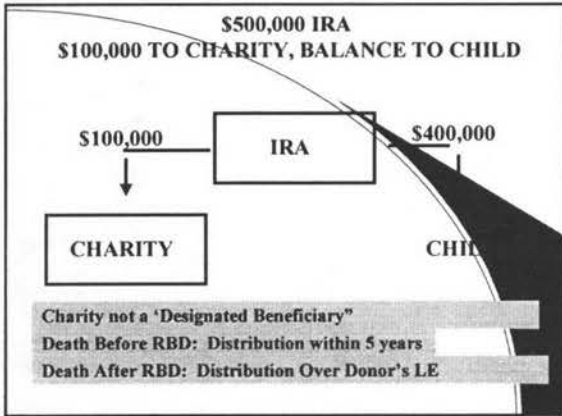 $500,000 IRA
$100,000 TO CHARITY, BALANCE TO CHILD
$100,000
IRA
$400,000
CHARITY
Charity not a ‘Designated Beneficiary”
Death Before RBD: Distribution within 5 years
Death After RBD: Distribution Over Donor's LE